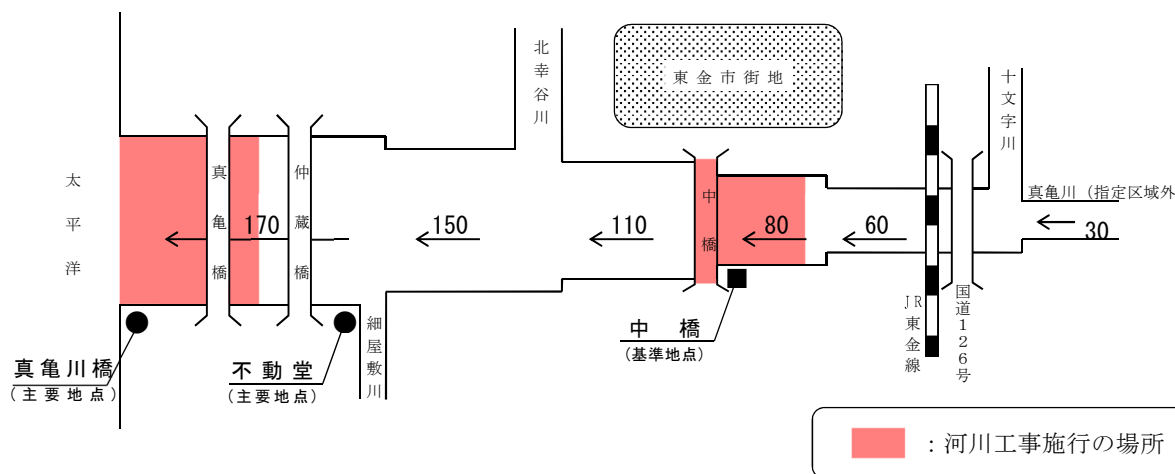 北幸谷川
東金市街地
十文字川
太平洋
真亀橋
仲蔵橋
中橋
真亀川(指定区域外
170
150
110
80
60
30
細屋敷川
JR東金線
国道126号
真亀川橋
(主要地点)
不動堂
(主要地点)
中橋
(基準地点)
:河川工事施行の場所